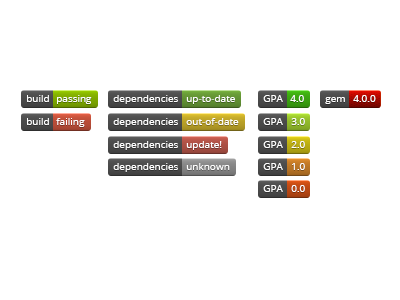 build passing
build failing
dependencies up-to-date
dependencies out-of-date
dependencies update!
dependencies unknown
GPA 4.0
GPA 3.0
GPA 2.0
GPA 1.0
GPA 0.0
gem 4.0.0